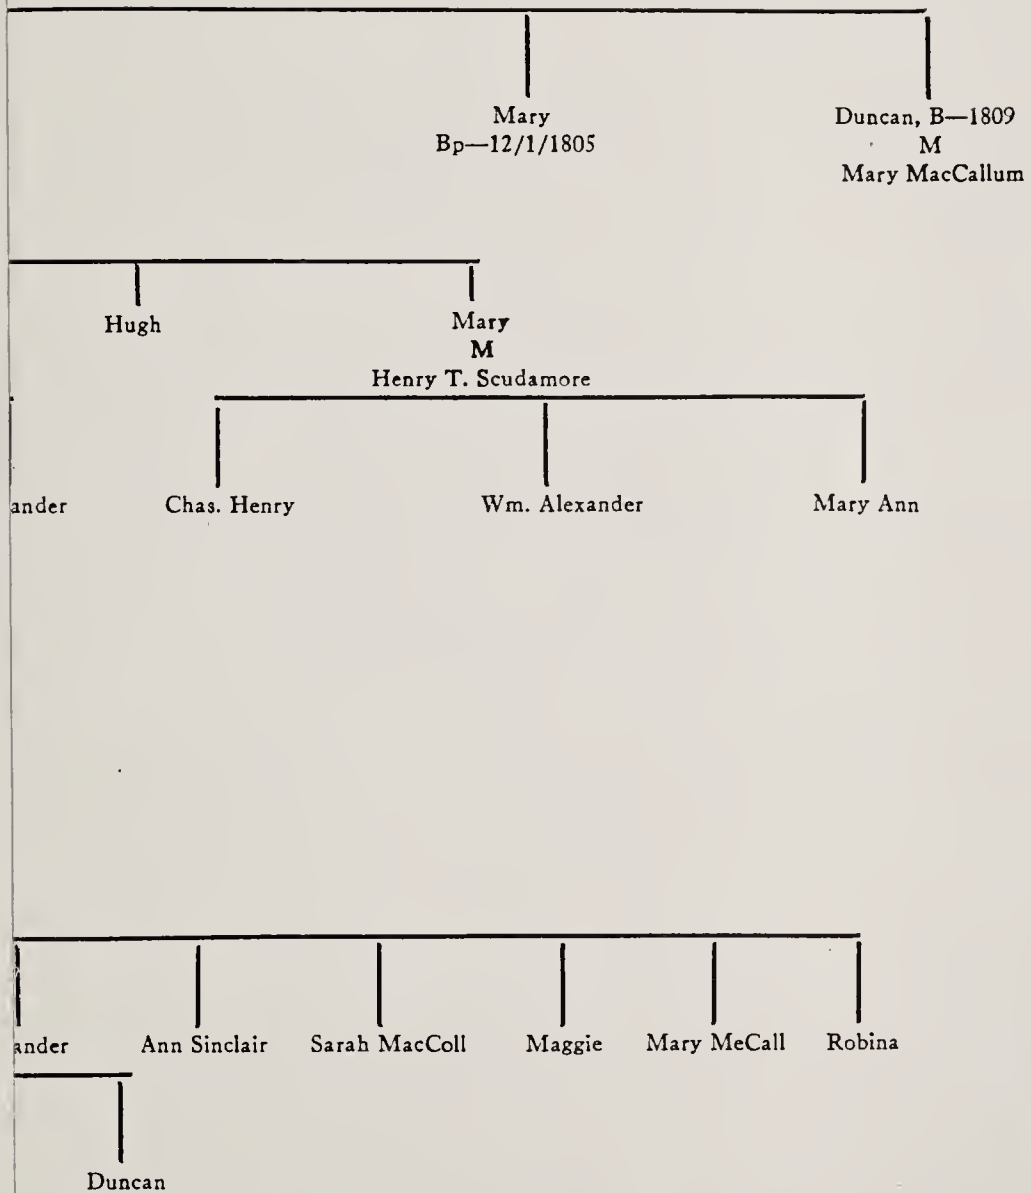 Mary
Bp—12/1/1805
Duncan, B—1809
M
Mary MacCallum
Hugh
Mary
M
Henry T. Scudamore
ander
Chas. Henry
Wm. Alexander
Mary Ann
ander
Ann Sinclair
Sarah MacColl
Maggie
Mary MeCall
Robina
Duncan